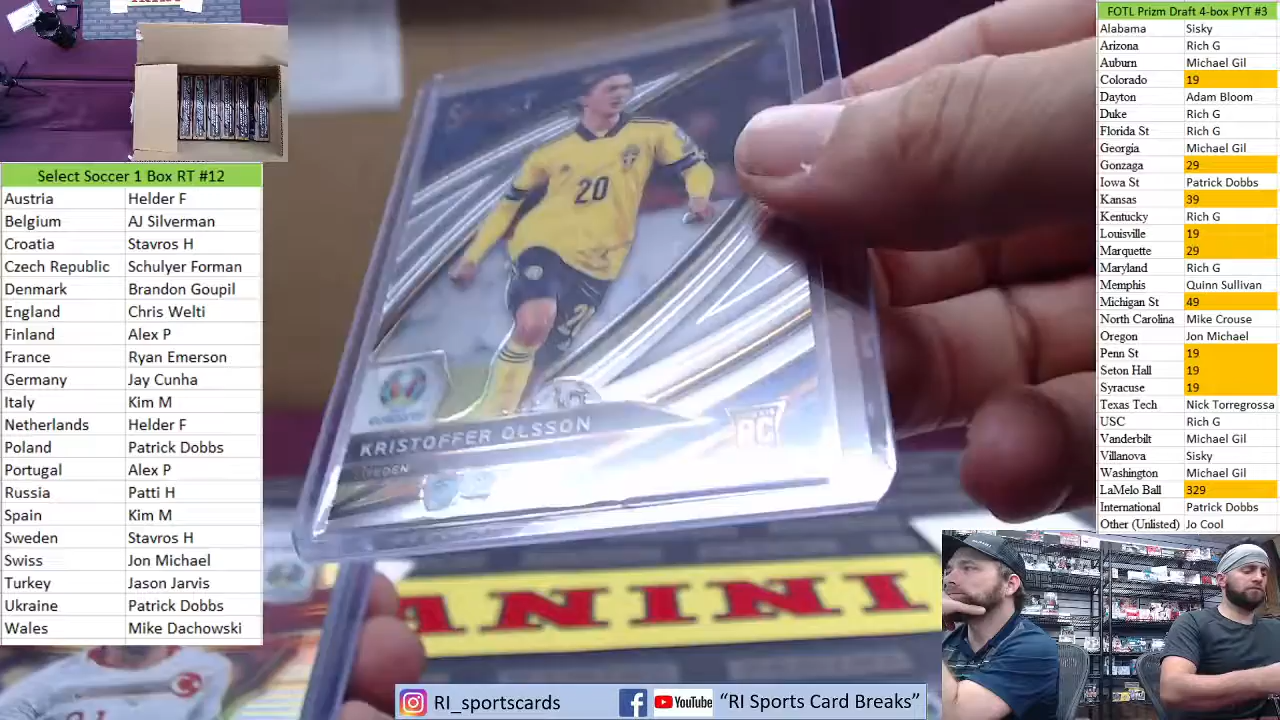 Select Soccer 1 Box RT #12
Austria Helder F
Belgium AJ Silverman
Croatia Stavros H
Czech Republic Schulyer Forman
Denmark Brandon Goupil
England Chris Welti
Finland Alex P
France Ryan Emerson
Germany Jay Cunha
Italy Kim M
Netherlands Helder F
Poland Patrick Dobbs
Portugal Alex P
Russia Patti H
Spain Kim M
Sweden Stavros H
Swiss Jon Michael
Turkey Jason Jarvis
Ukraine Patrick Dobbs
Wales Mike Dachowski
20
20
KRISTOFFER OLSSON
SWEDEN
RC
PANINI
RI_sportscards
YouTube "RI Sports Card Breaks"
FOTL Prizm Draft 4-box PYT #3
Alabama Sisky
Arizona Rich G
Auburn Michael Gil
Colorado 19
Dayton Adam Bloom
Duke Rich G
Florida St Rich G
Georgia Michael Gil
Gonzaga 29
Iowa St Patrick Dobbs
Kansas 39
Kentucky Rich G
Louisville 19
Marquette 29
Maryland Rich G
Memphis Quinn Sullivan
Michigan St 49
North Carolina Mike Crouse
Oregon Jon Michael
Penn St 19
Seton Hall 19
Syracuse 19
Texas Tech Nick Torregrossa
USC Rich G
Vanderbilt Michael Gil
Villanova Sisky
Washington Michael Gil
LaMelo Ball 329
International Patrick Dobbs
Other (Unlisted) Jo Cool